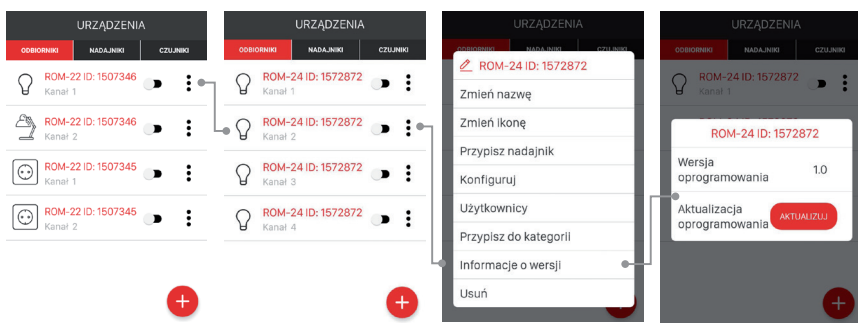 URZĄDZENIA
ODBIORNIKI NADAJNIKI CZUJNIKI
ROM-22 ID: 1507346
Kanał 1
ROM-22 ID: 1507346
Kanał 2
ROM-22 ID: 1507345
Kanał 1
ROM-22 ID: 1507345
Kanał 2
+
URZĄDZENIA
ODBIORNIKI NADAJNIKI CZUJNIKI
ROM-24 ID: 1572872
Kanał 1
ROM-24 ID: 1572872
Kanał 2
ROM-24 ID: 1572872
Kanał 3
ROM-24 ID: 1572872
Kanał 4
+
URZĄDZENIA
ODBIORNIKI NADAJNIKI CZUJNIKI
ROM-24 ID: 1572872
Zmień nazwę
Zmień ikonę
Przypisz nadajnik
Konfiguruj
Użytkownicy
Przypisz do kategorii
Informacje o wersji
Usuń
URZĄDZENIA
ODBIORNIKI NADAJNIKI CZUJNIKI
ROM-24 ID: 1572872
Kanał 1
ROM-24 ID: 1572872
Wersja
oprogramowania 1.0
Aktualizacja
oprogramowania AKTUALIZUJ
+